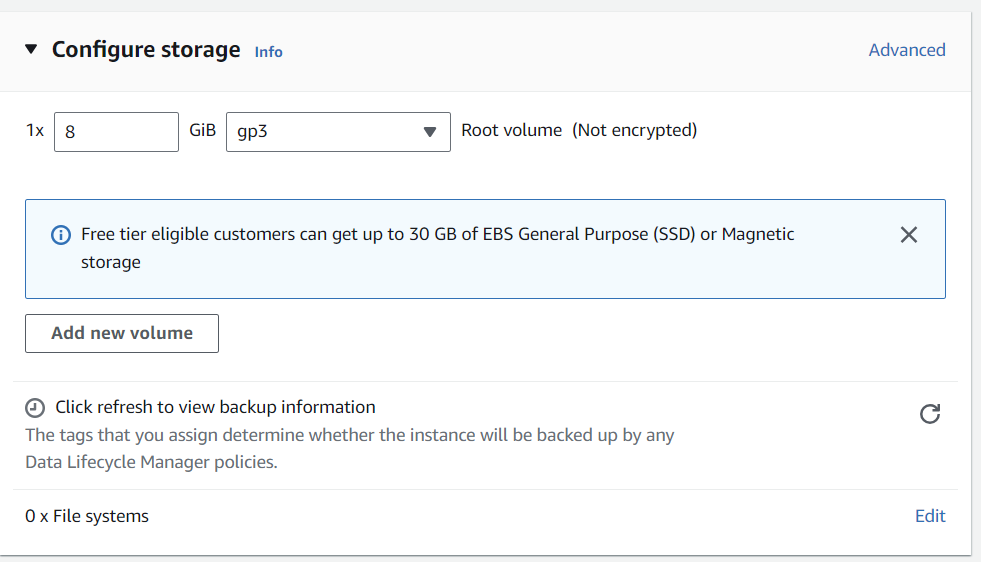 Configure storage Info Advanced
1x 8 GiB gp3 Root volume (Not encrypted)
Free tier eligible customers can get up to 30 GB of EBS General Purpose (SSD) or Magnetic
storage
Add new volume
Click refresh to view backup information
The tags that you assign determine whether the instance will be backed up by any
Data Lifecycle Manager policies.
0 x File systems Edit